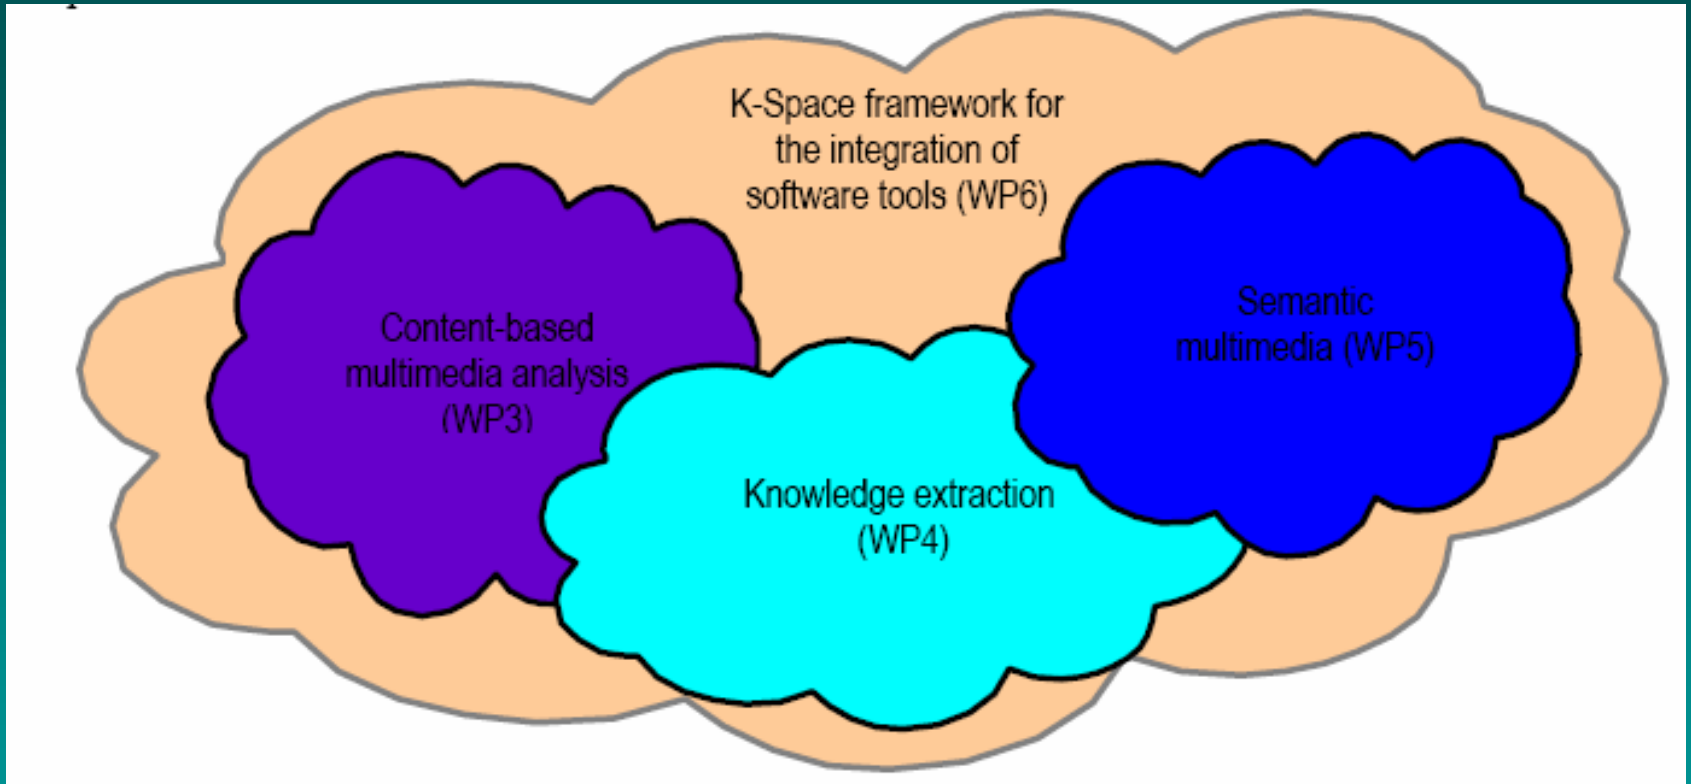 K-Space framework for
the integration of
software tools (WP6)
Content-based
multimedia analysis
(WP3)
Semantic
multimedia (WP5)
Knowledge extraction
(WP4)